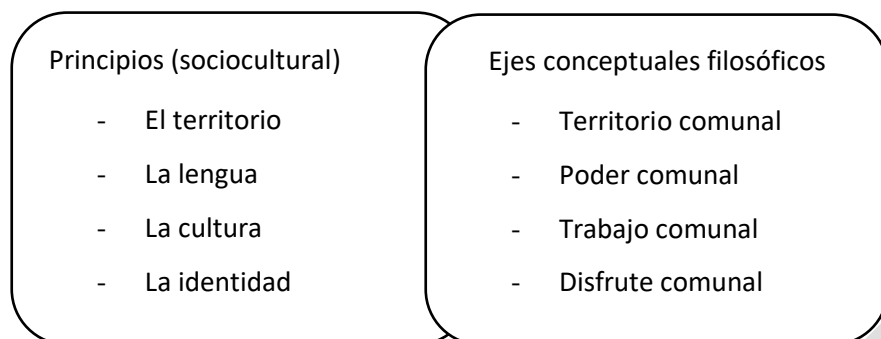 Principios (sociocultural)
- El territorio
- La lengua
- La cultura
- La identidad
Ejes conceptuales filosóficos
- Territorio comunal
- Poder comunal
- Trabajo comunal
- Disfrute comunal